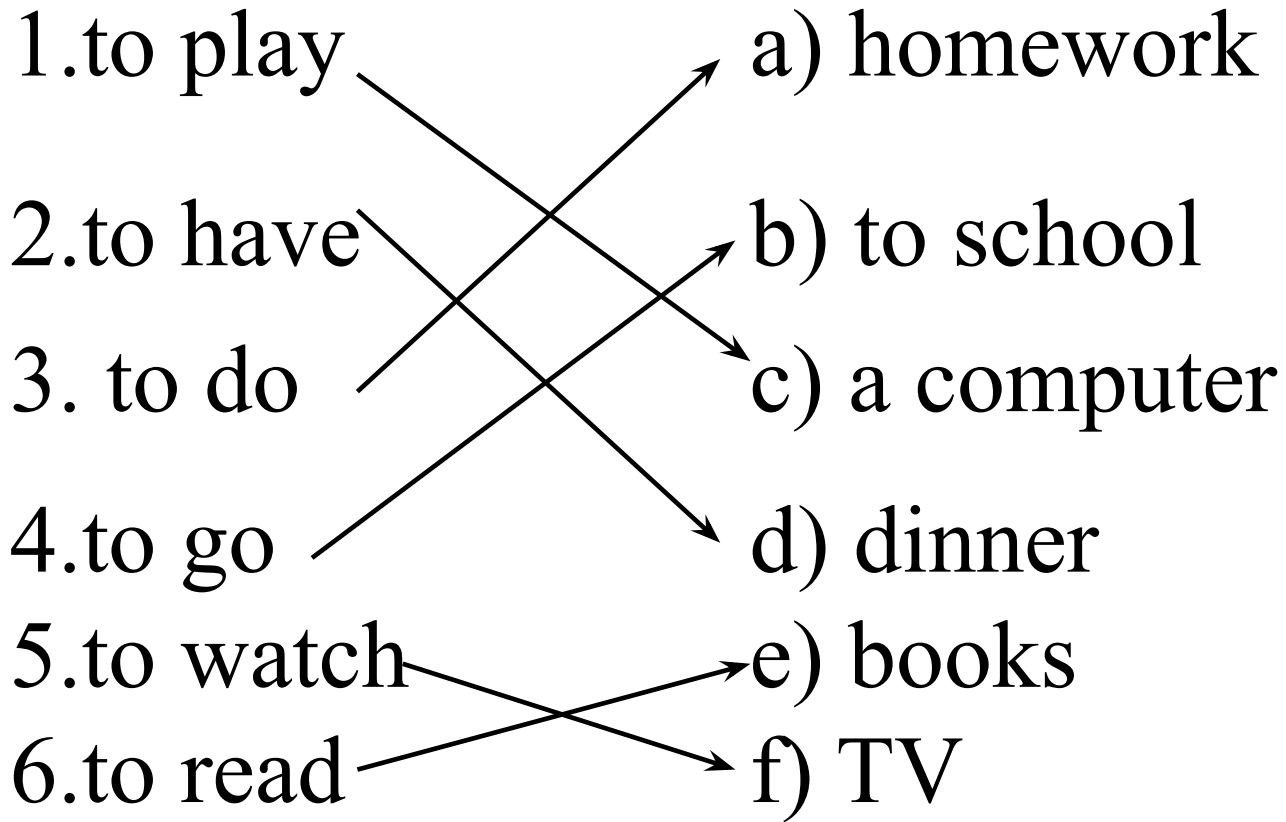 1.to play a) homework
2.to have b) to school
3. to do c) a computer
4.to go d) dinner
5.to watch e) books
6.to read f) TV